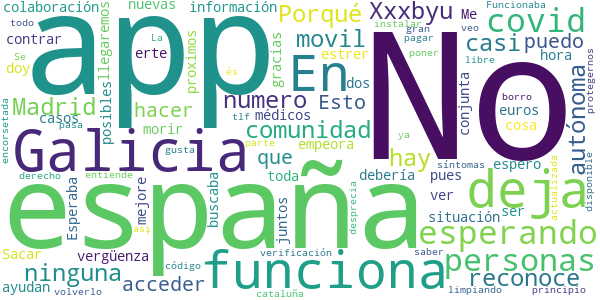 colaboración
nuevas
información
Porqué
Xxxbyu
Me
Funcionaba
instalar
covid
todo
contrar
Se
doy
La
erte
app
No
llegaremos
posibles
proximos
gracias
movil
estrer
En
dos
casi
gran
pagar
poner
veo
puedo
libre
hora
Madrid
casos
pasa
hacer
morir
numero
médicos
Esto
euros
borro
cosa
protegernos
encorsetada
Galicia
comunidad
empeora
tlf
ya
conjunta
hay
autónoma
disponible
que
gusta
parte
és
sintomas
espero
deja
españa
derecho
entiende
así
Esperaba
mejore
buscaba
toda
juntos
desprecia
debería
pues
ver
situación
ser
actualizada
esperando
Sacar
vergüenza
ninguna
acceder
funciona
código
verificación
saber
personas
reconoce
ayudan
volverlo
cataluña
limpiando
principio